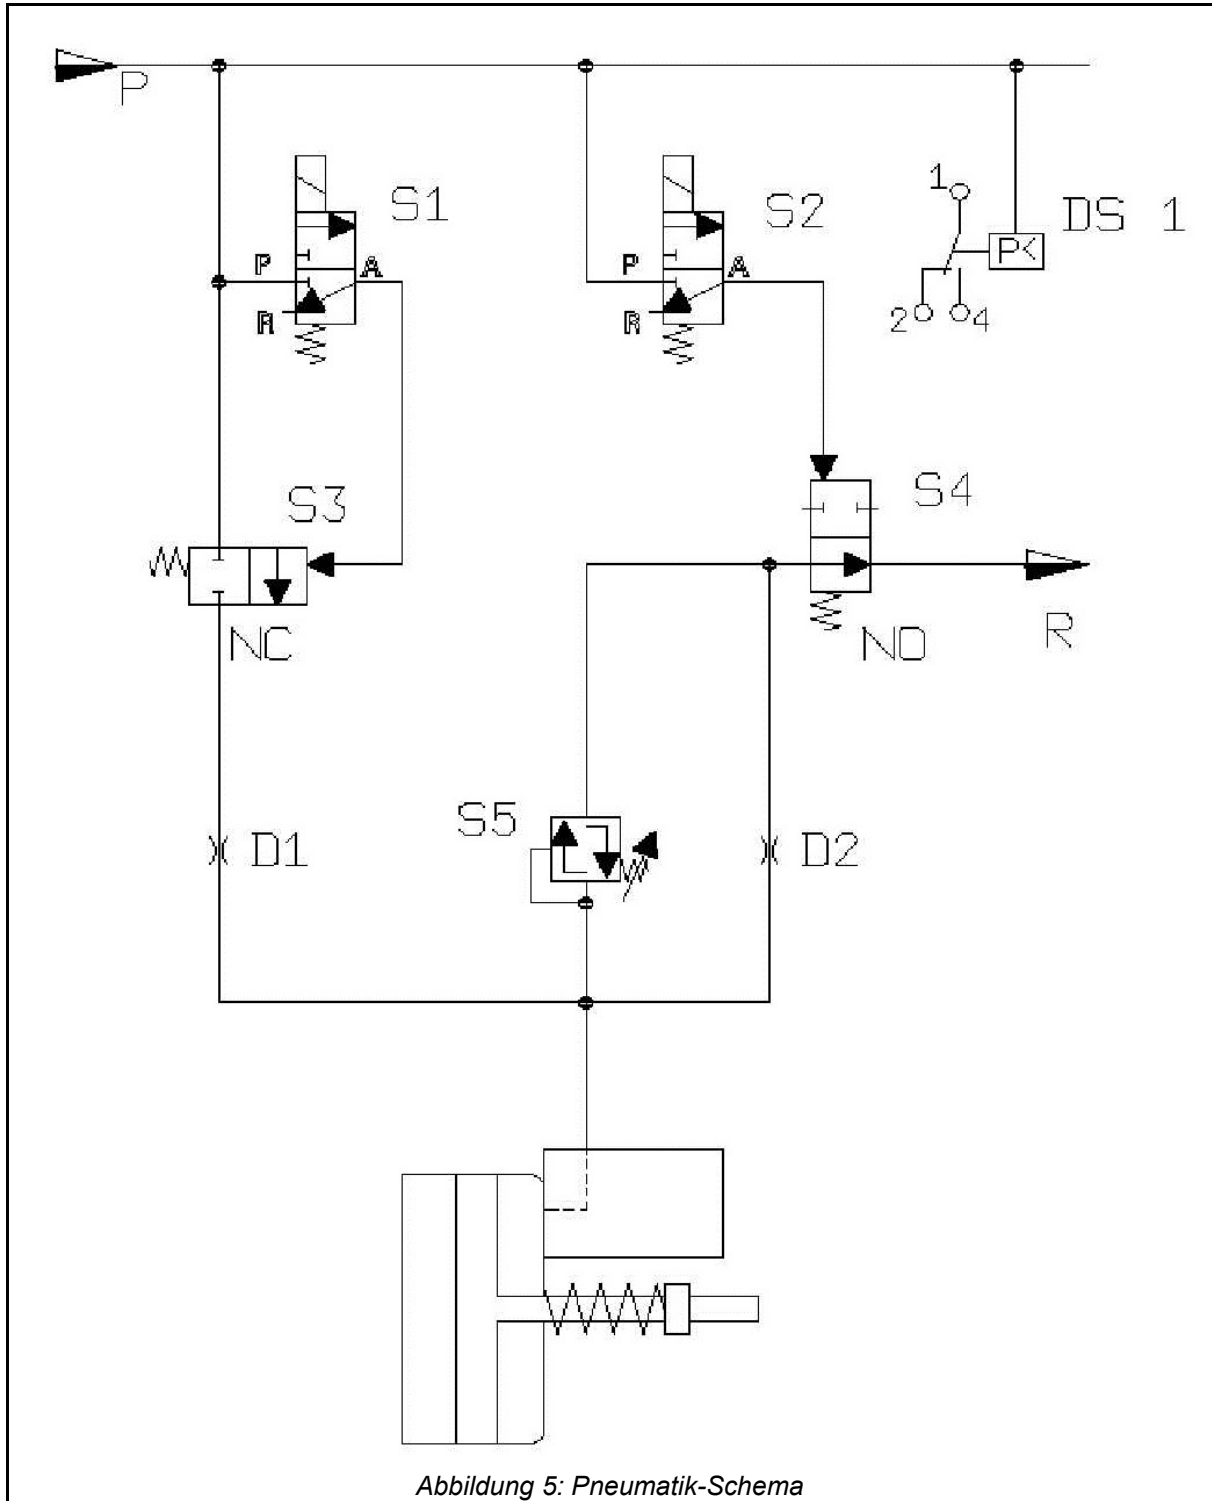 P
S1
S2
1
DS 1
P A
P A
P<
R
R
2 4
S3
S4
NC
NO
R
S5
D1
D2
Abbildung 5: Pneumatik-Schema